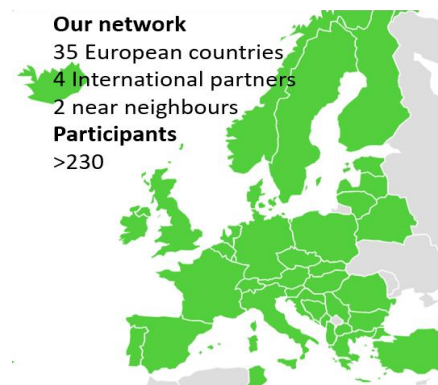 Our network
35 European countries
4 International partners
2 near neighbours
Participants
>230